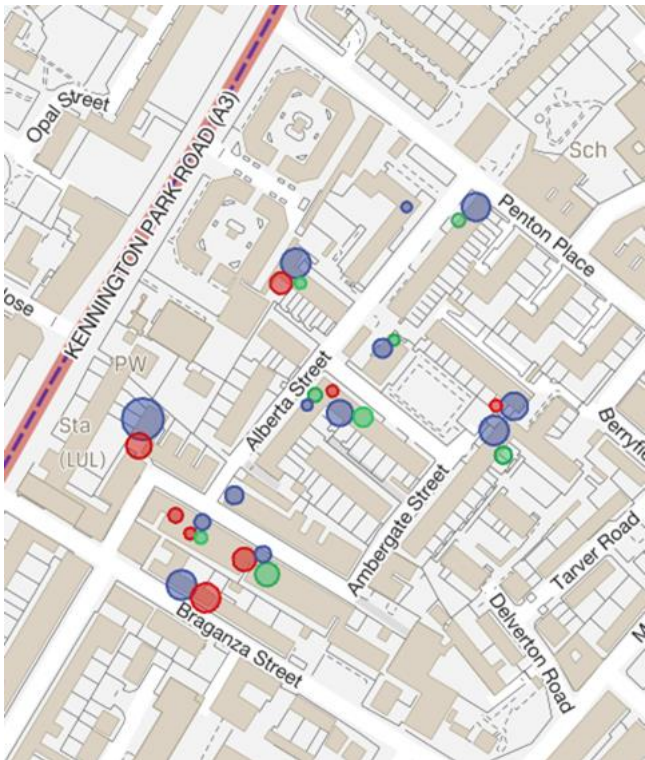 Opal Street
KENNINGTON PARK ROAD (A3)
Sch
Penton Place
lose
PW
Sta
(LUL)
Alberta Street
Berryfie
Ambergate Street
Tarver Road
Delverton Road
M
Braganza Street